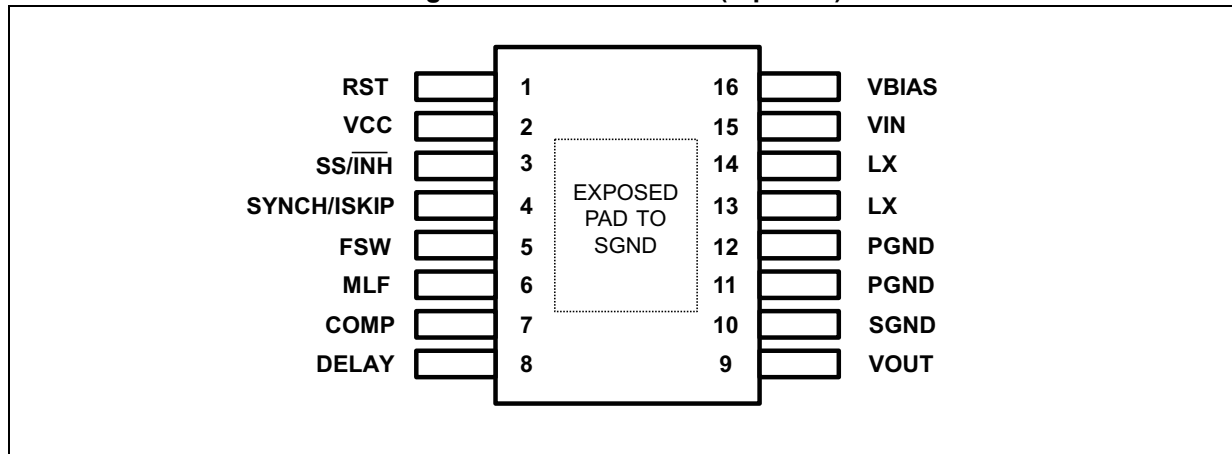 RST 1 16 VBIAS
VCC 2 15 VIN
SS/INH 3 14 LX
SYNCH/ISKIP 4 13 LX
FSW 5 12 PGND
MLF 6 11 PGND
COMP 7 10 SGND
DELAY 8 9 VOUT
EXPOSED
PAD TO
SGND